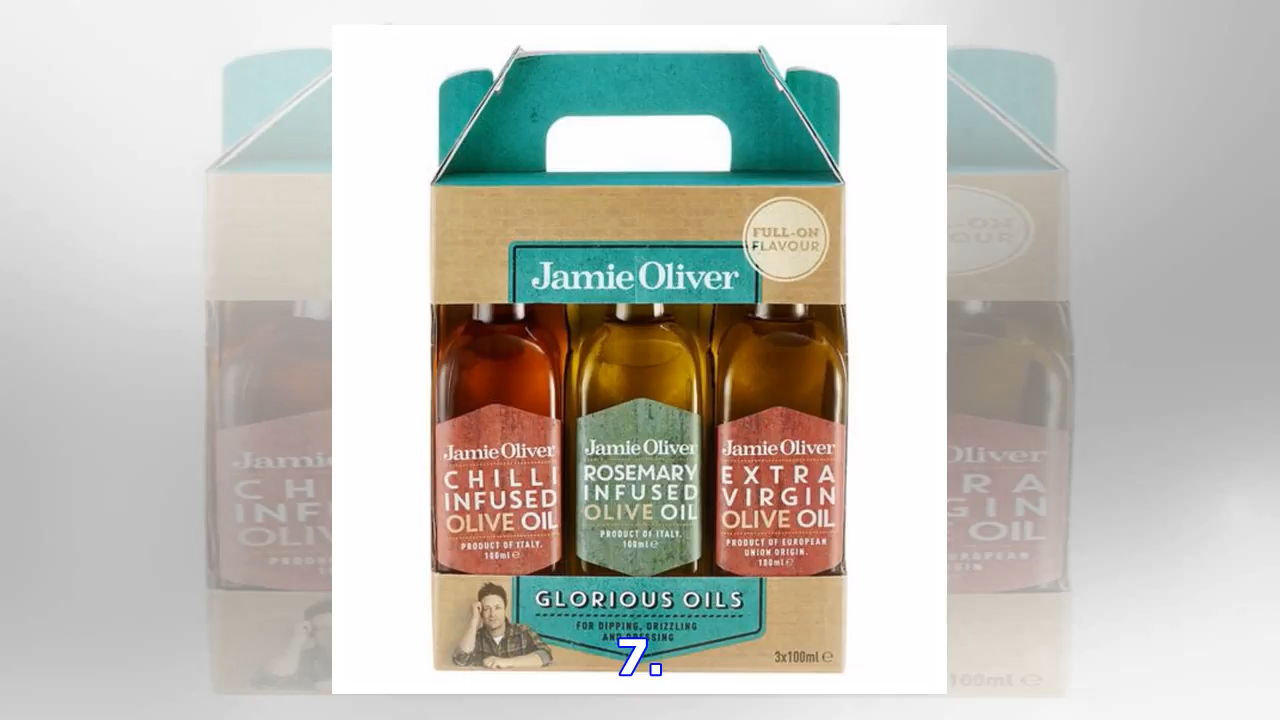 FULL-ON
FLAVOUR
Jamie Oliver
Jamie Oliver
CHILLI
INFUSED
OLIVE OIL
PRODUCT OF ITALY.
100ml e
Jamie Oliver
ROSEMARY
INFUSED
OLIVE OIL
PRODUCT OF ITALY.
100ml e
Jamie Oliver
EXTRA
VIRGIN
OLIVE OIL
PRODUCT OF EUROPEAN
UNION ORIGIN.
100ml e
GLORIOUS OILS
FOR DIPPING, DRIZZLING
AND DRESSING
3x100ml e
7.